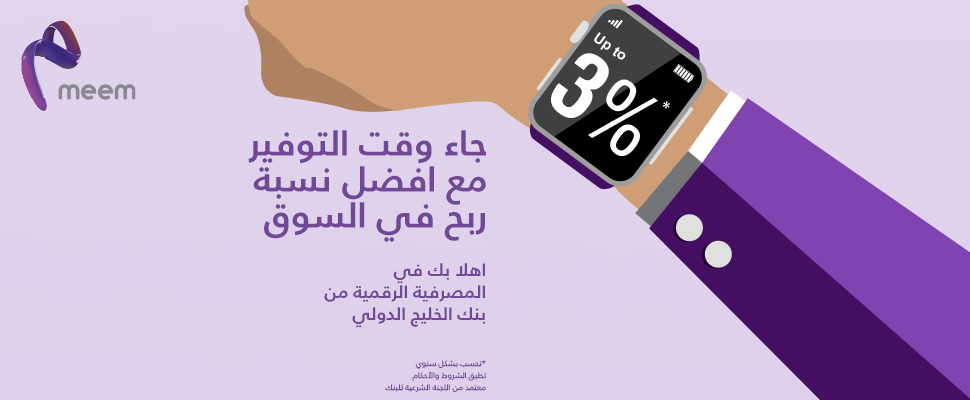 meem
Up to
3%*
جاء وقت التوفير
مع افضل نسبة
ربح في السوق
اهلا بك في
المصرفية الرقمية من
بنك الخليج الدولي
*تحسب بشكل سنوي
تطبق الشروط والأحكام
معتمد من اللجنة الشرعية للبنك